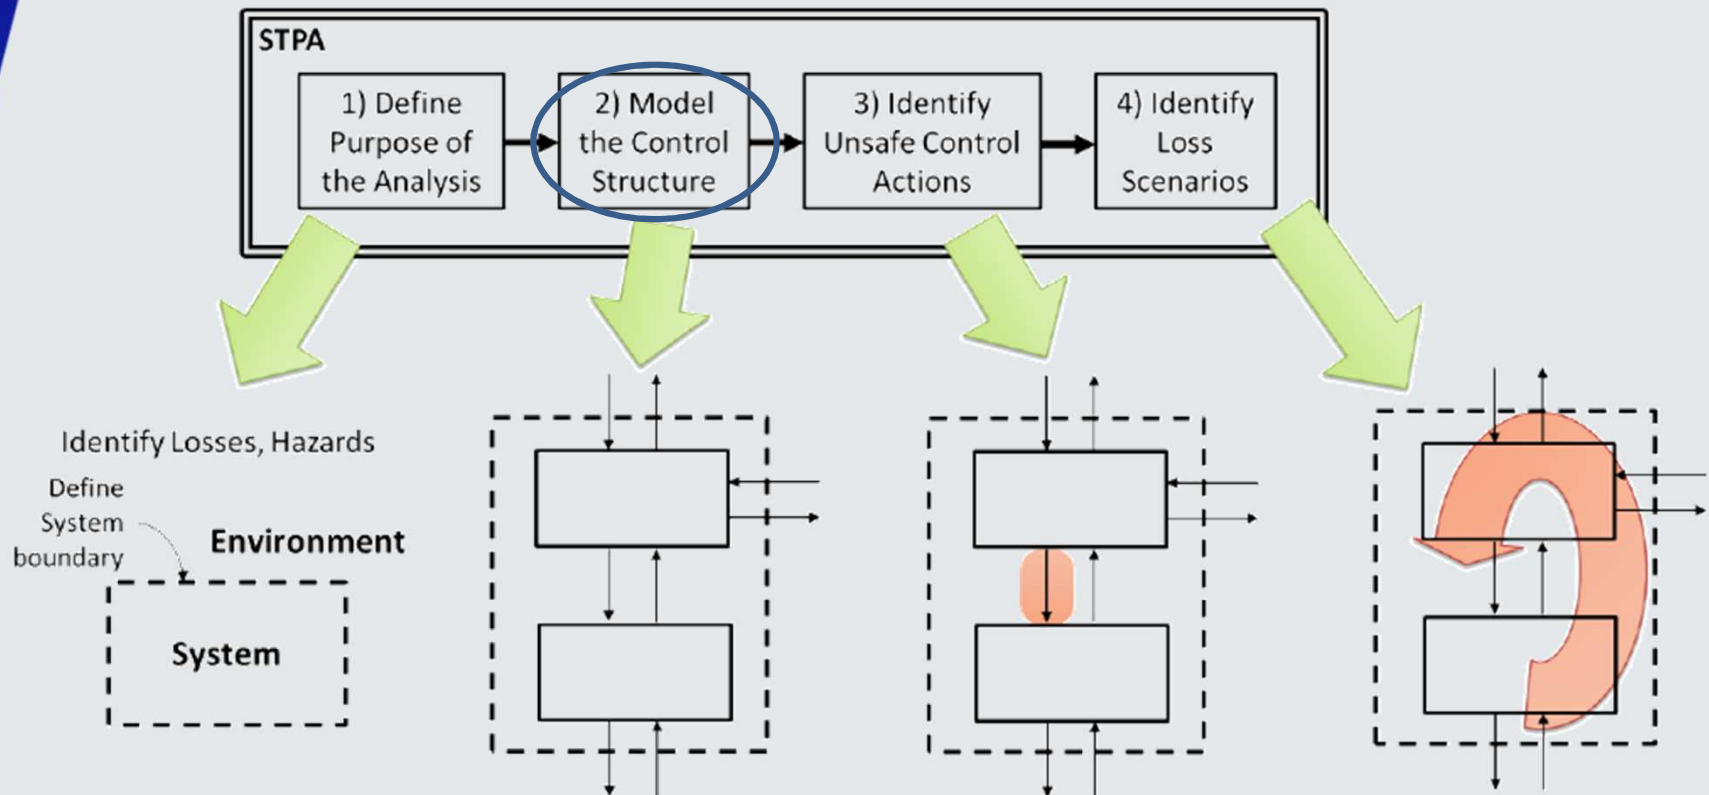 STPA
1) Define
Purpose of
the Analysis
2) Model
the Control
Structure
3) Identify
Unsafe Control
Actions
4) Identify
Loss
Scenarios
Identify Losses, Hazards
Define
System
boundary
Environment
System